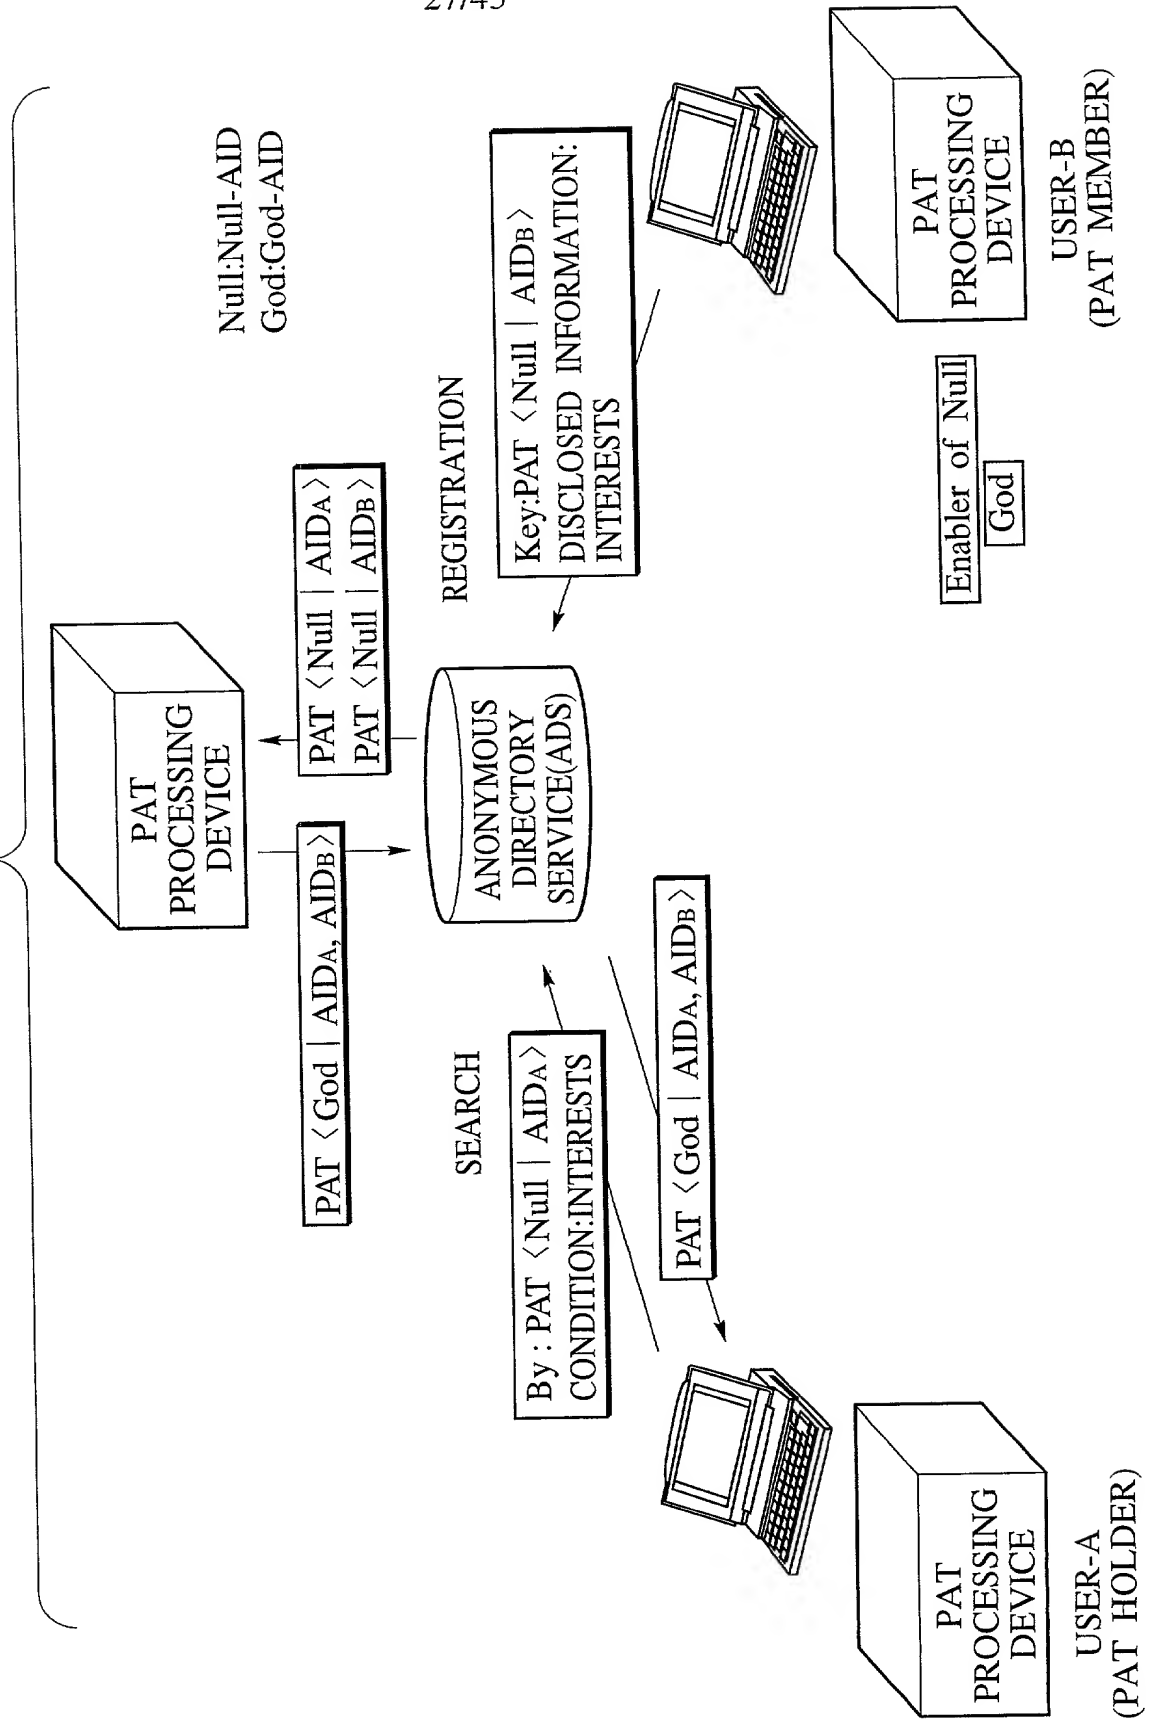 27/43
Null:Null-AID
God:God-AID
PAT
PROCESSING
DEVICE
PAT <God | AIDA, AIDB>
PAT <Null | AIDA>
PAT <Null | AIDB>
ANONYMOUS
DIRECTORY
SERVICE(ADS)
SEARCH
By : PAT <Null | AIDA>
CONDITION:INTERESTS
PAT <God | AIDA, AIDB>
REGISTRATION
Key:PAT <Null | AIDB>
DISCLOSED INFORMATION:
INTERESTS
PAT
PROCESSING
DEVICE
USER-A
(PAT HOLDER)
Enabler of Null
God
PAT
PROCESSING
DEVICE
USER-B
(PAT MEMBER)